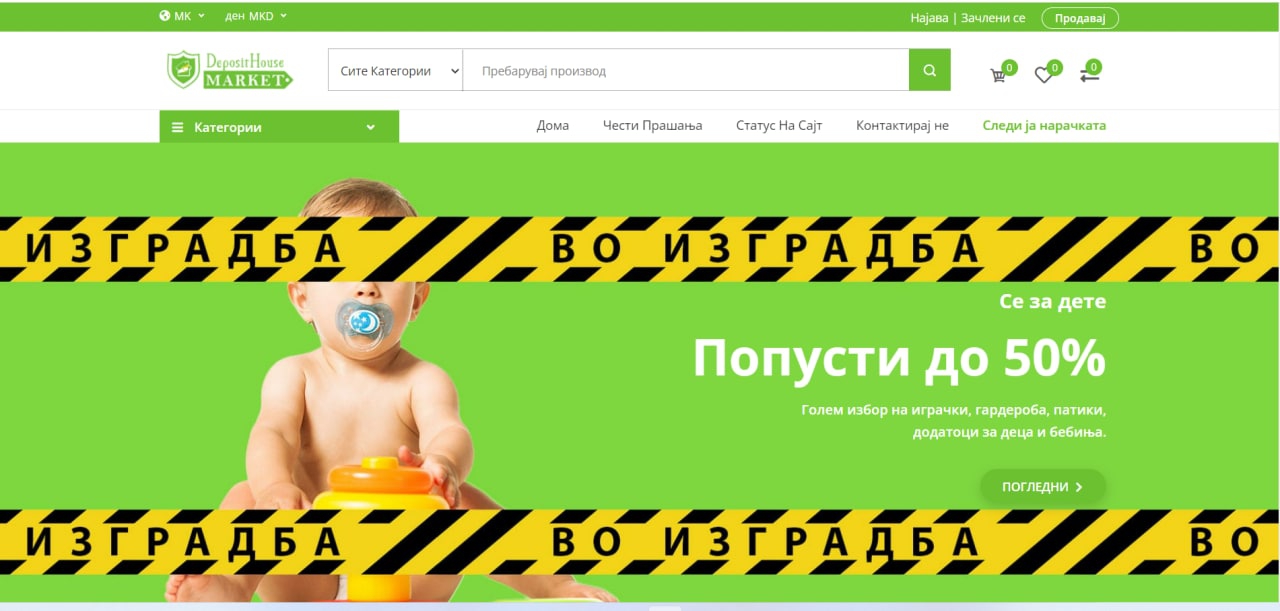 MK ден MKD Најава | Зачлени се Продавај
DepositHouse
MARKET
Сите Категории Пребарувај производ 0 0 0
Категории Дома Чести Прашања Статус На Сајт Контактирај не Следи ја нарачката
ИЗГРАДБА ВО ИЗГРАДБА ВО
Се за дете
Попусти до 50%
Голем избор на играчки, гардероба, патики,
додатоци за деца и бебиња.
ПОГЛЕДНИ
ИЗГРАДБА ВО ИЗГРАДБА ВО